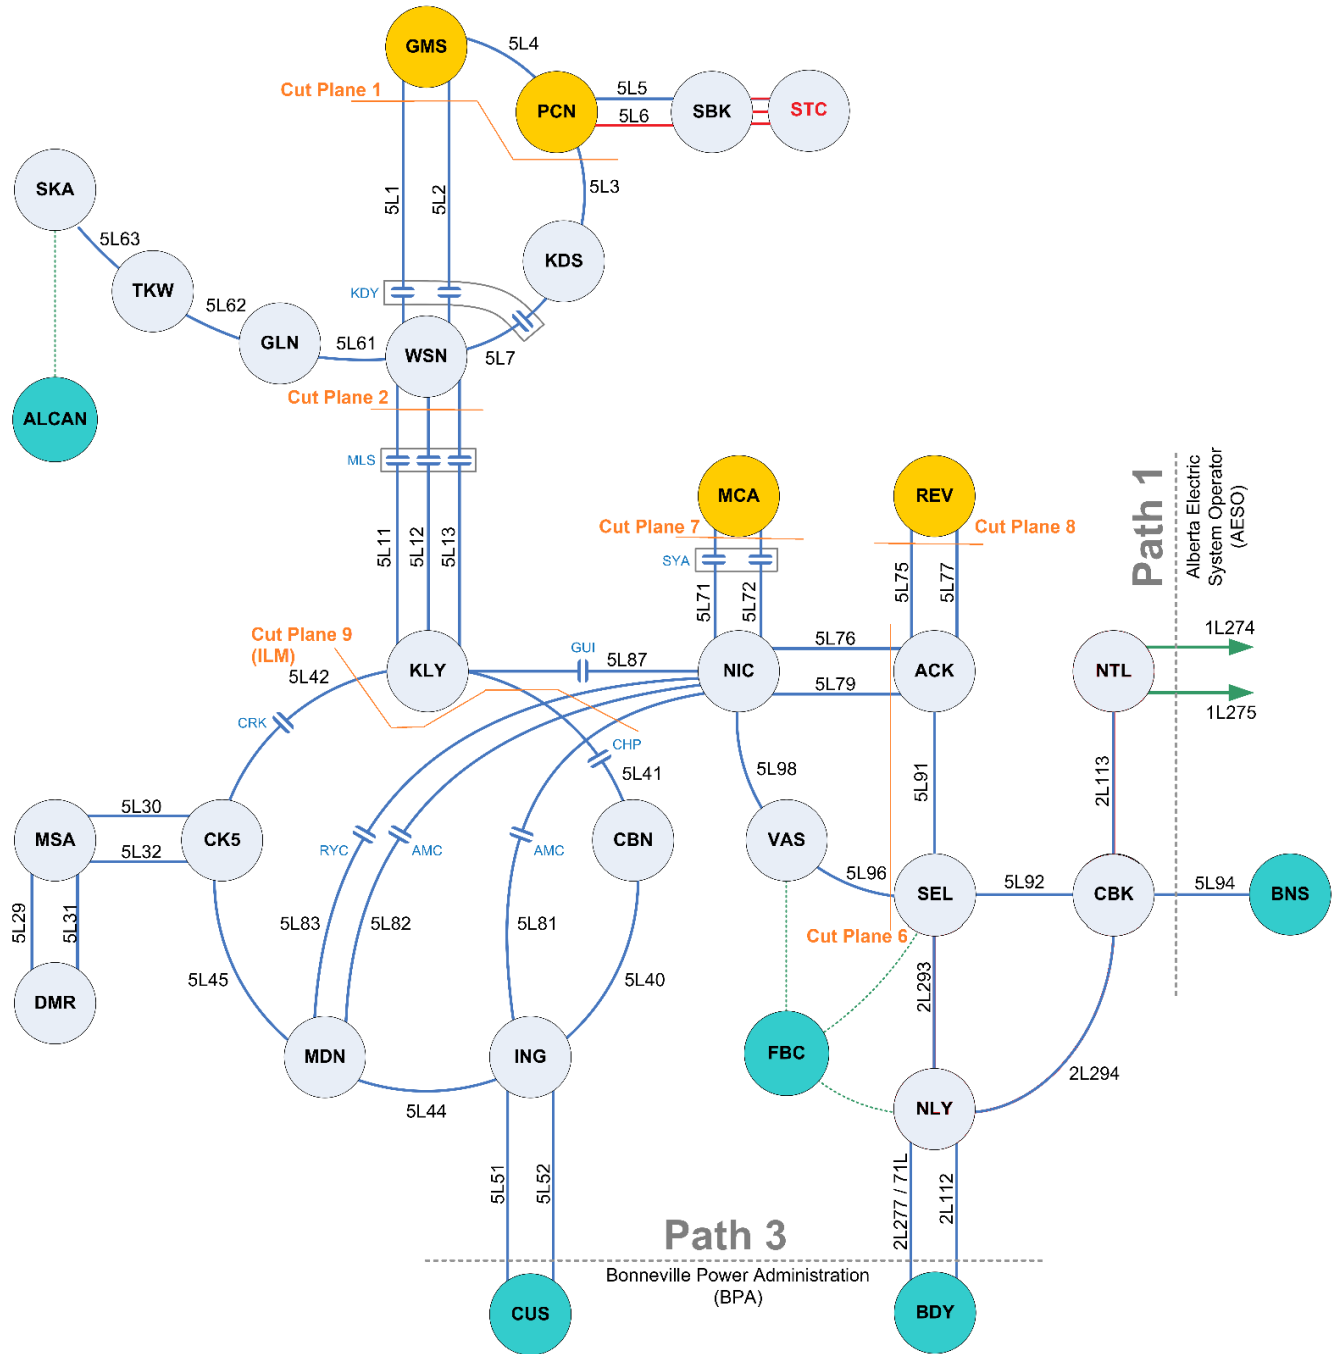 GMS
5L4
Cut Plane 1
PCN
5L5
5L6
SBK
STC
SKA
5L1
5L2
5L3
5L63
KDS
TKW
KDY
5L62
GLN
5L61
WSN
5L7
Cut Plane 2
ALCAN
MLS
MCA
REV
Path 1
Alberta Electric
System Operator
(AESO)
Cut Plane 7
Cut Plane 8
5L11
5L12
5L13
SYA
5L71
5L72
5L75
5L77
Cut Plane 9
(ILM)
GUI
5L87
5L76
1L274
5L42
KLY
NIC
ACK
NTL
5L79
1L275
CRK
CHP
5L41
5L98
5L91
2L113
5L30
MSA
CK5
RYC
AMC
AMC
CBN
VAS
5L32
5L96
SEL
5L92
CBK
5L94
BNS
5L29
5L31
5L83
5L82
5L81
Cut Plane 6
5L45
5L40
2L293
DMR
MDN
ING
FBC
2L294
5L44
NLY
5L51
5L52
2L277 / 71L
2L112
Path 3
Bonneville Power Administration
(BPA)
CUS
BDY